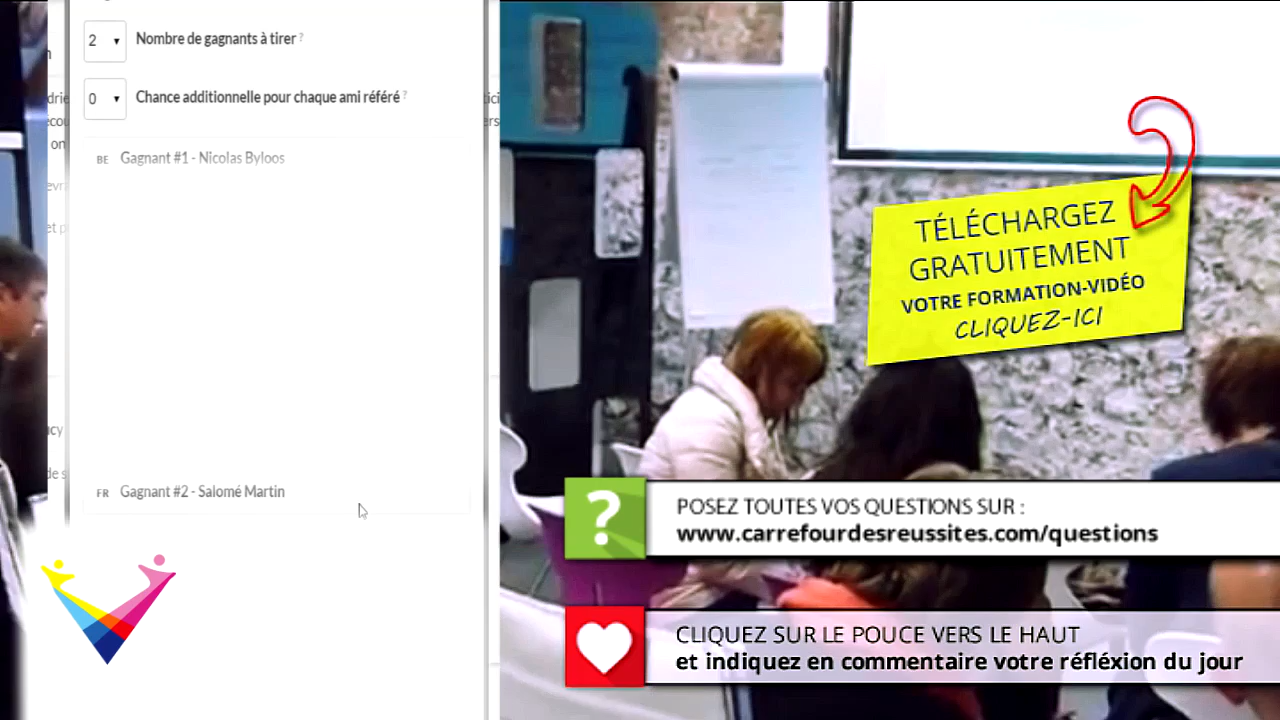 2 Nombre de gagnants à tirer ?
0 Chance additionnelle pour chaque ami référé ?
BE Gagnant #1 - Nicolas Byloos
FR Gagnant #2 - Salomé Martin
TÉLÉCHARGEZ
GRATUITEMENT
VOTRE FORMATION-VIDÉO
CLIQUEZ-ICI
?
POSEZ TOUTES VOS QUESTIONS SUR :
www.carrefourdesreussites.com/questions
CLIQUEZ SUR LE POUCE VERS LE HAUT
et indiquez en commentaire votre réfléxion du jour